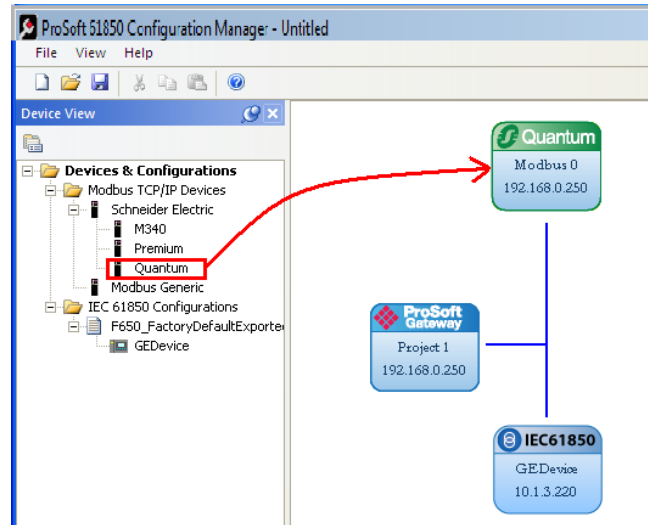 ProSoft 61850 Configuration Manager - Untitled
File View Help
Device View
Devices & Configurations
Modbus TCP/IP Devices
Schneider Electric
M340
Premium
Quantum
Modbus Generic
IEC 61850 Configurations
F650_FactoryDefaultExporte
GEDevice
Quantum
Modbus 0
192.168.0.250
ProSoft
Gateway
Project 1
192.168.0.250
IEC61850
GEDevice
10.1.3.220